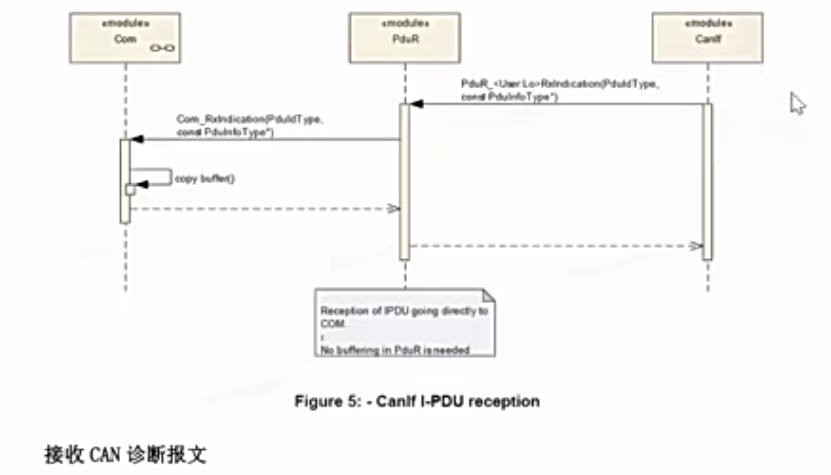 «module»
Com
«module»
PduR
«module»
CanIf
PduR_<User:Lo>RxIndication(PduIdType,
const PduInfoType*)
Com_RxIndication(PduIdType,
const PduInfoType*)
copy buffer()
Reception of IPDU going directly to
COM.
:
No buffering in PduR is needed
Figure 5: - CanIf I-PDU reception
接收 CAN 诊断报文